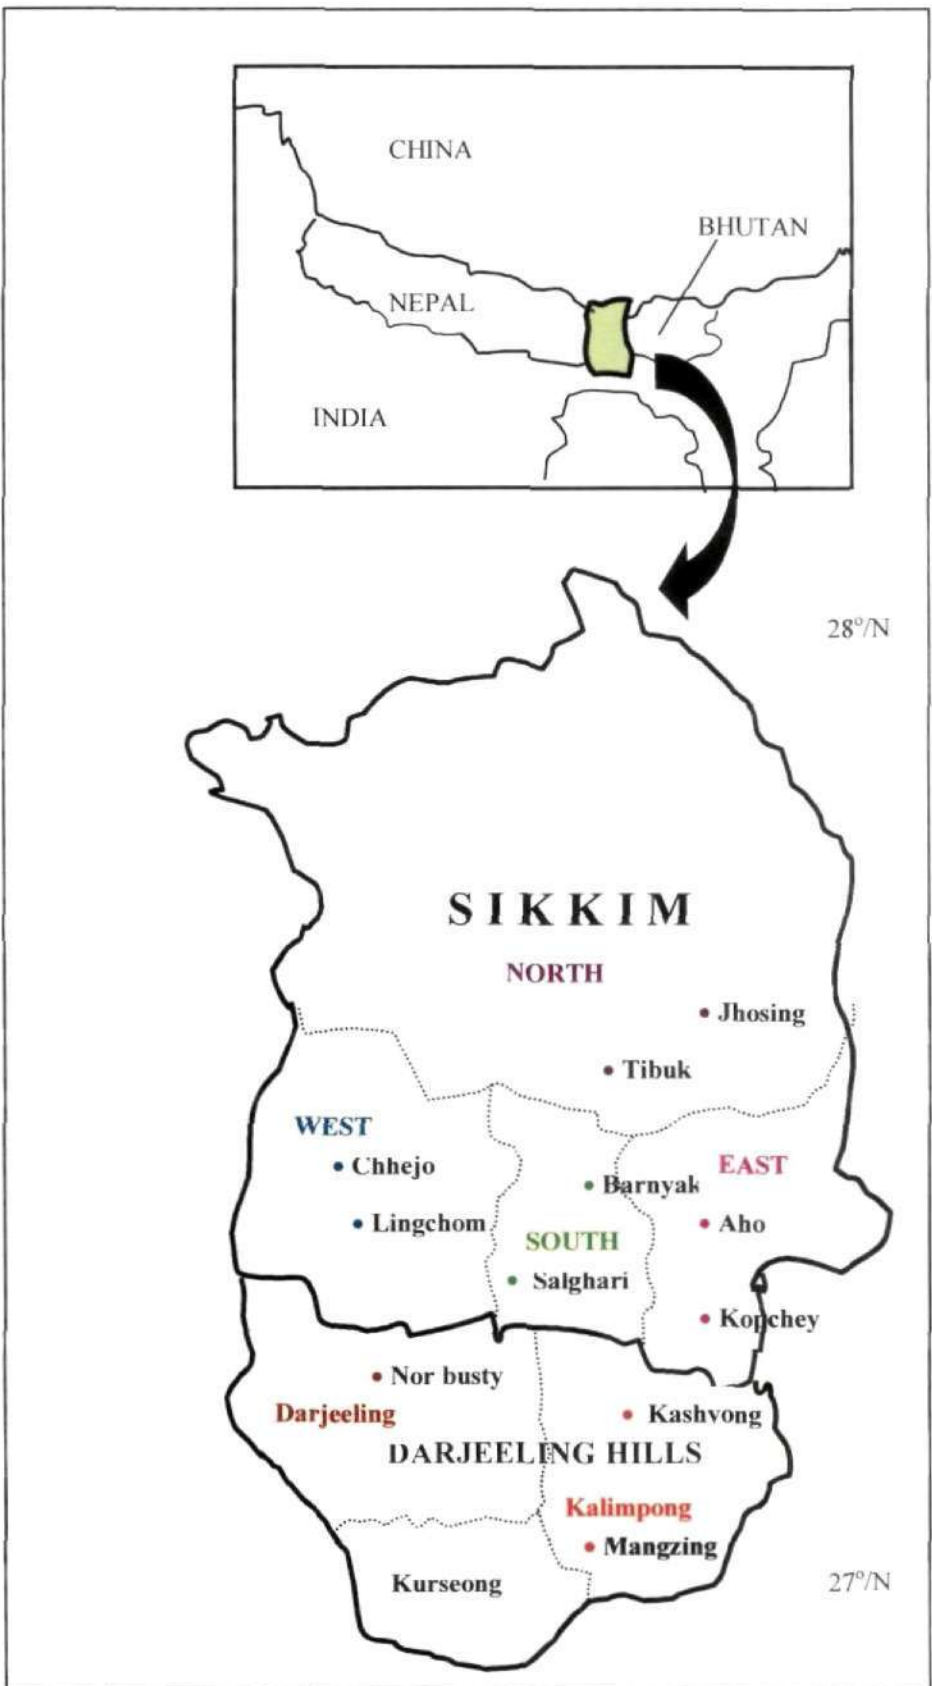 CHINA
BHUTAN
NEPAL
INDIA
28°/N
SIKKIM
NORTH
Jhosing
Tibuk
WEST
Chhejo
EAST
Barnyak
Lingchom
Aho
SOUTH
Salghari
Kopchey
Nor busty
Darjeeling
Kashvong
DARJEELING HILLS
Kalimpong
Mangzing
Kurseong
27°/N